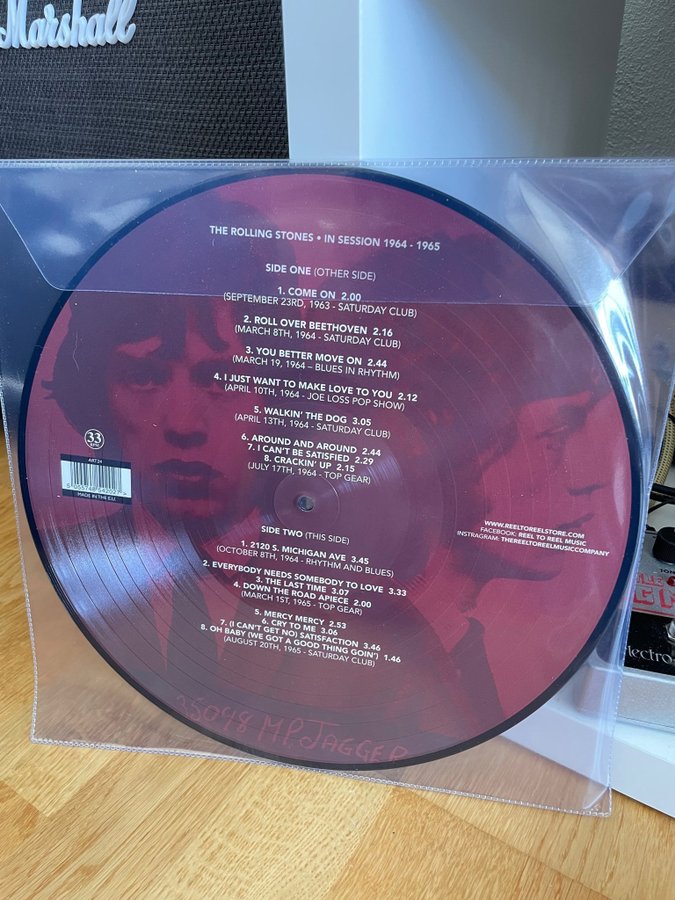 Marshall
THE ROLLING STONES • IN SESSION 1964 - 1965
SIDE ONE (OTHER SIDE)
1. COME ON 2.00
(SEPTEMBER 23RD, 1963 - SATURDAY CLUB)
2. ROLL OVER BEETHOVEN 2.16
(MARCH 8TH, 1964 - SATURDAY CLUB)
3. YOU BETTER MOVE ON 2.44
(MARCH 19, 1964 – BLUES IN RHYTHM)
4. I JUST WANT TO MAKE LOVE TO YOU 2.12
(APRIL 10TH, 1964 - JOE LOSS POP SHOW)
5. WALKIN' THE DOG 3.05
(APRIL 13TH, 1964 - SATURDAY CLUB)
6. AROUND AND AROUND 2.44
7. I CAN'T BE SATISFIED 2.29
8. CRACKIN' UP 2.15
(JULY 17TH, 1964 - TOP GEAR)
33
RPM
ART24
MADE IN THE E.U.
SIDE TWO (THIS SIDE)
1. 2120 S. MICHIGAN AVE 3.45
(OCTOBER 8TH, 1964 - RHYTHM AND BLUES)
2. EVERYBODY NEEDS SOMEBODY TO LOVE 3.33
3. THE LAST TIME 3.07
4. DOWN THE ROAD APIECE 2.00
(MARCH 1ST, 1965 - TOP GEAR)
5. MERCY MERCY 2.53
6. CRY TO ME 3.06
7. (I CAN'T GET NO) SATISFACTION 3.46
8. OH BABY (WE GOT A GOOD THING GOIN') 1.46
(AUGUST 20TH, 1965 - SATURDAY CLUB)
WWW.REELTOREELSTORE.COM
FACEBOOK: REEL TO REEL MUSIC
INSTRAGRAM: THEREELTOREELMUSICCOMPANY
25098 M.P. JAGGER